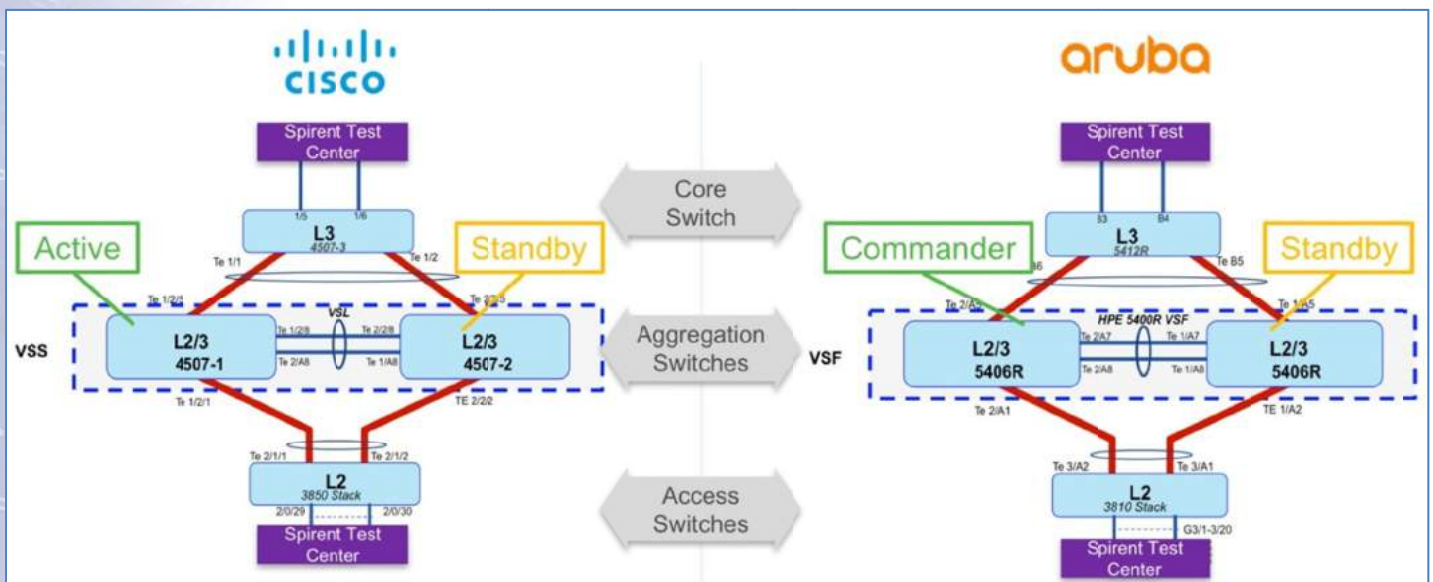 CISCO
aruba
Spirent Test
Center
Spirent Test
Center
1/5
1/6
B3
B4
Core
Switch
Active
L3
4507-3
Standby
Commander
L3
5412R
Standby
Te 1/1
Te 1/2
B6
Te B5
Te 1/2/5
Te 2/A5
Te 1/A5
VSS
L2/3
4507-1
VSL
Te 1/2/8
Te 2/2/8
Te 2/A8
Te 1/A8
L2/3
4507-2
Aggregation
Switches
VSF
L2/3
5406R
HPE 5400R VSF
Te 2/A7
Te 1/A7
Te 2/A8
Te 1/A8
L2/3
5406R
Te 1/2/1
TE 2/2/2
Te 2/A1
TE 1/A2
Te 2/1/1
Te 2/1/2
Te 3/A2
Te 3/A1
L2
3850 Stack
Access
Switches
L2
3810 Stack
2/0/29
2/0/30
G3/1-3/20
Spirent Test
Center
Spirent Test
Center